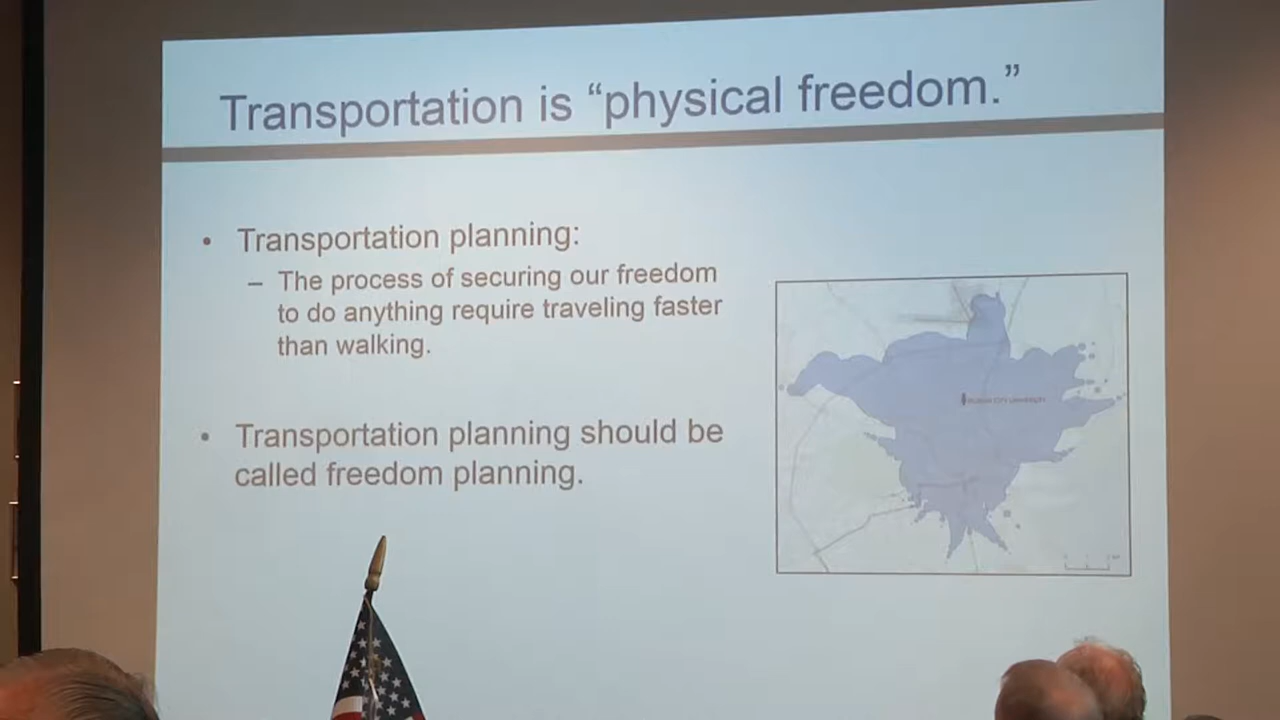 Transportation is “physical freedom.”
• Transportation planning:
– The process of securing our freedom
to do anything require traveling faster
than walking.
• Transportation planning should be
called freedom planning.